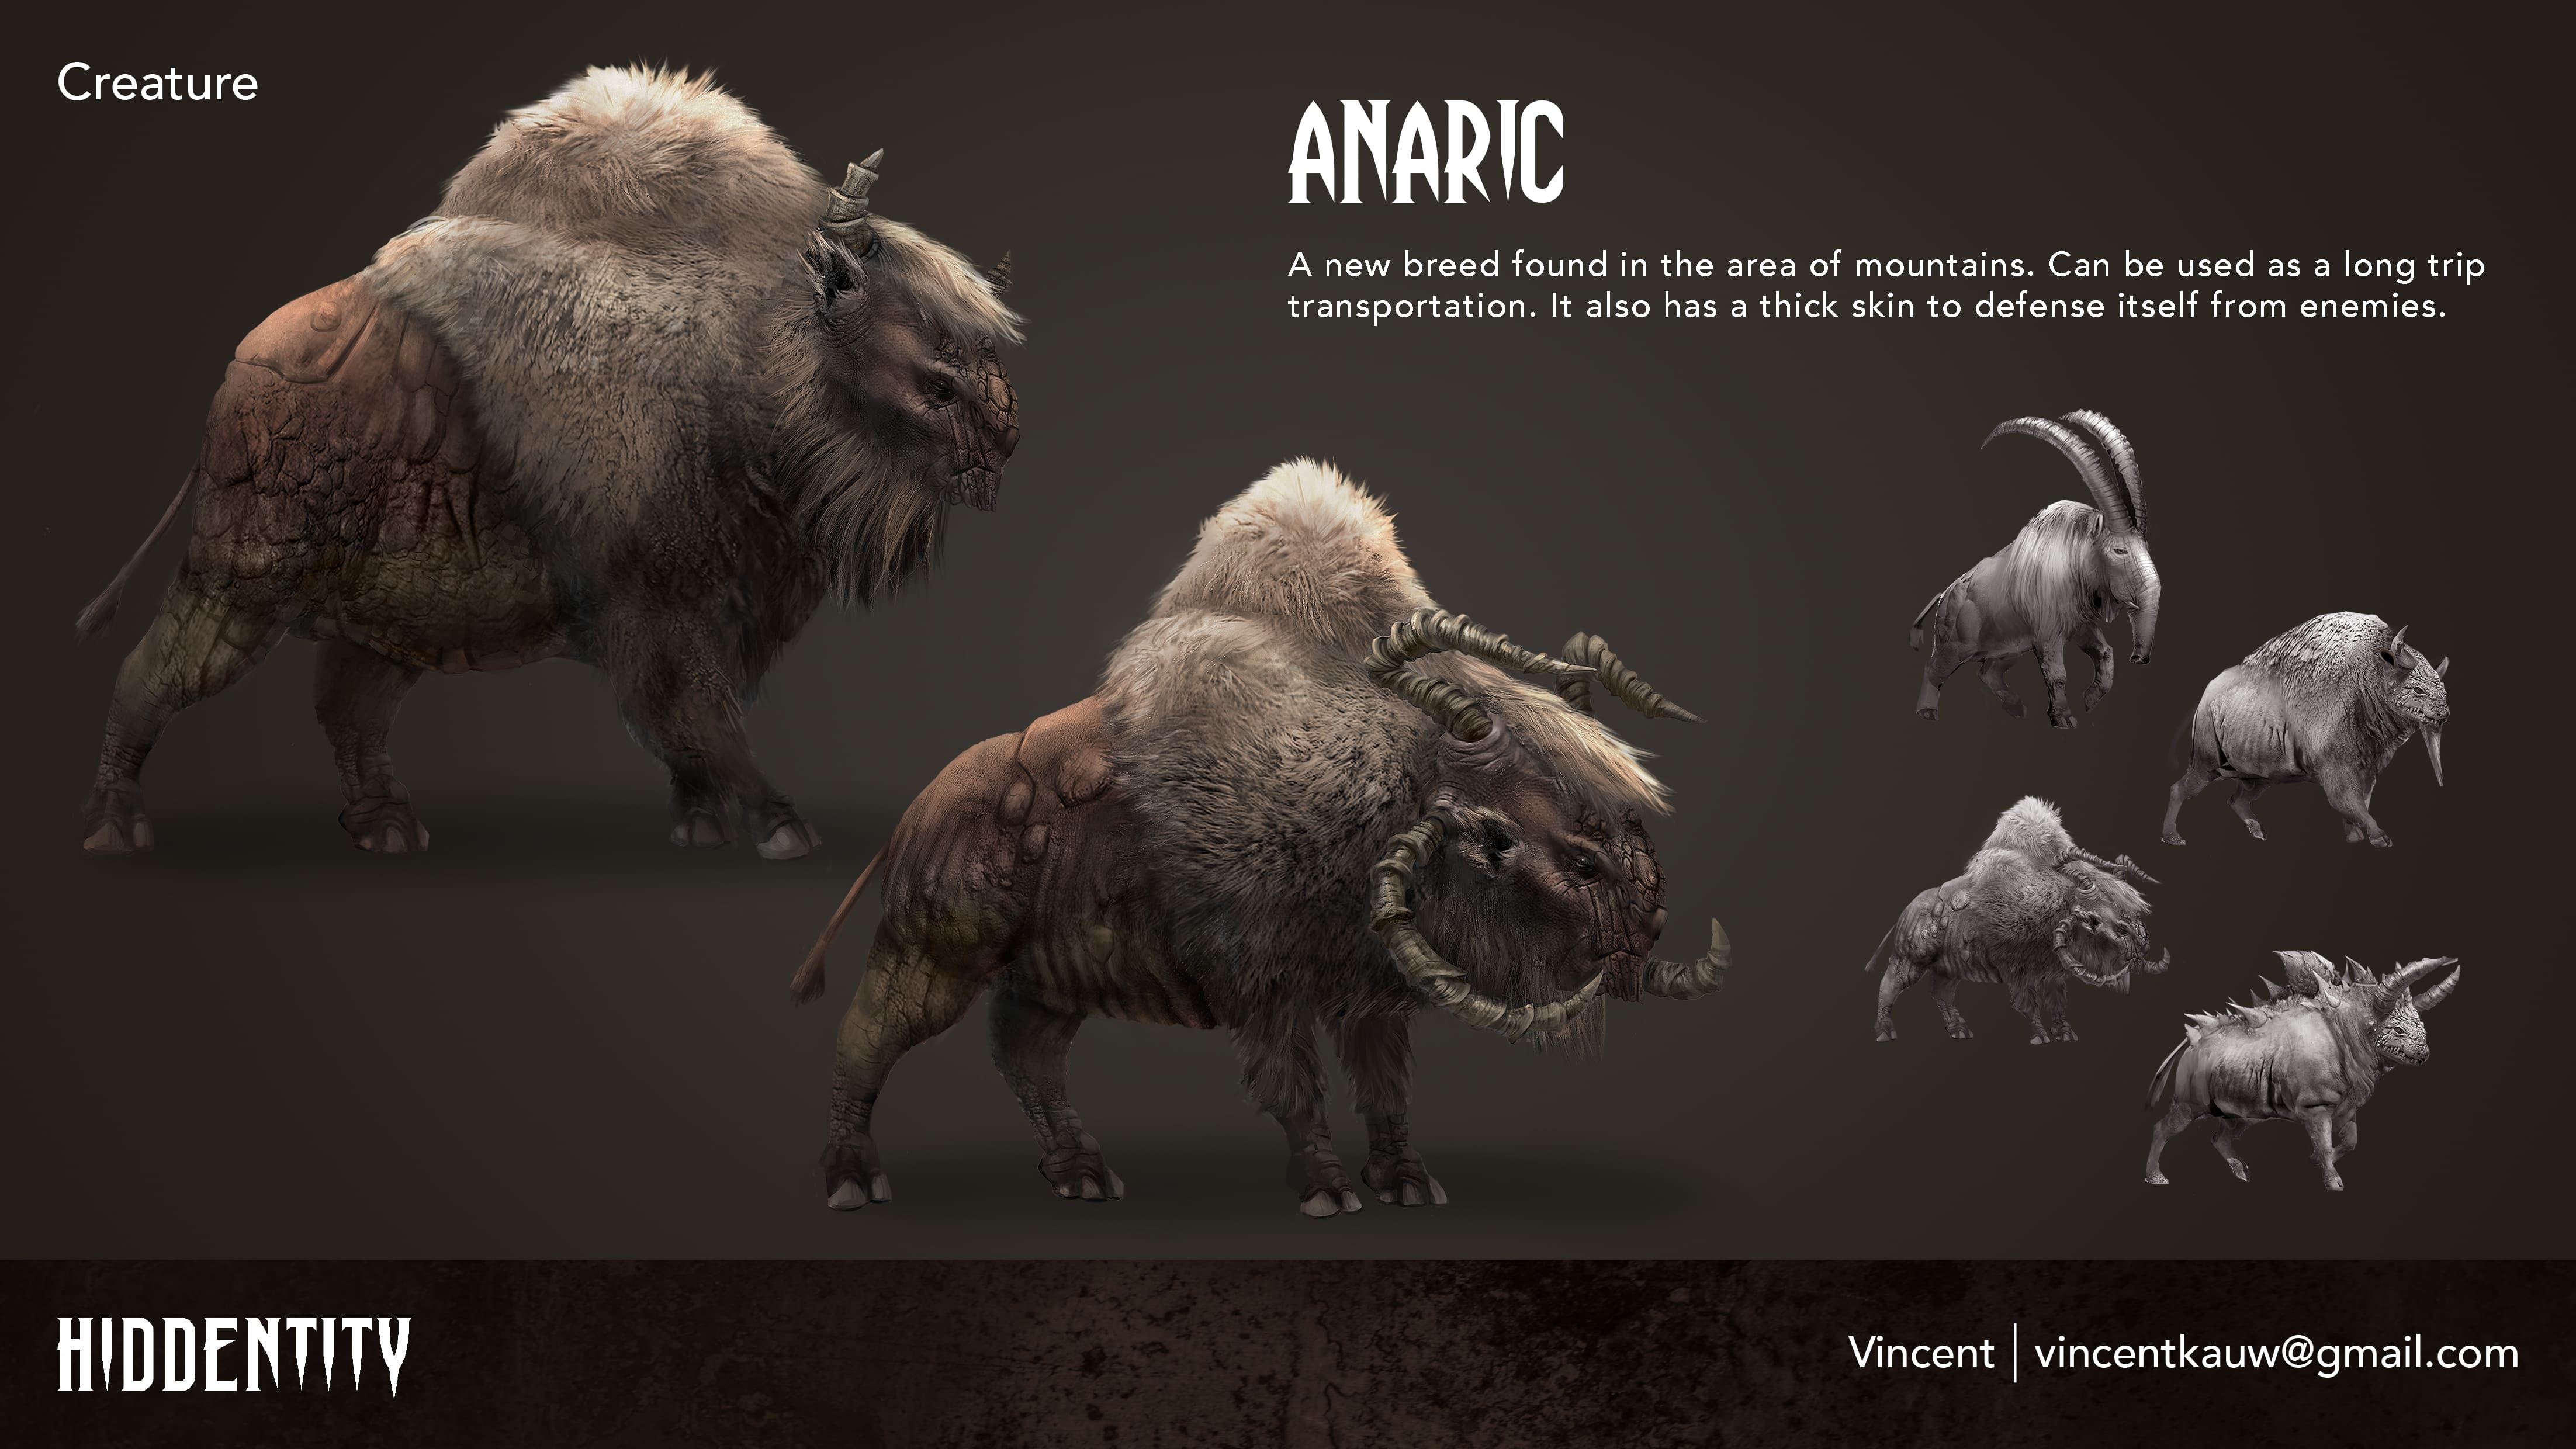 Creature
ANARIC
A new breed found in the area of mountains. Can be used as a long trip
transportation. It also has a thick skin to defense itself from enemies.
HIDDENTITY
Vincent | vincentkauw@gmail.com